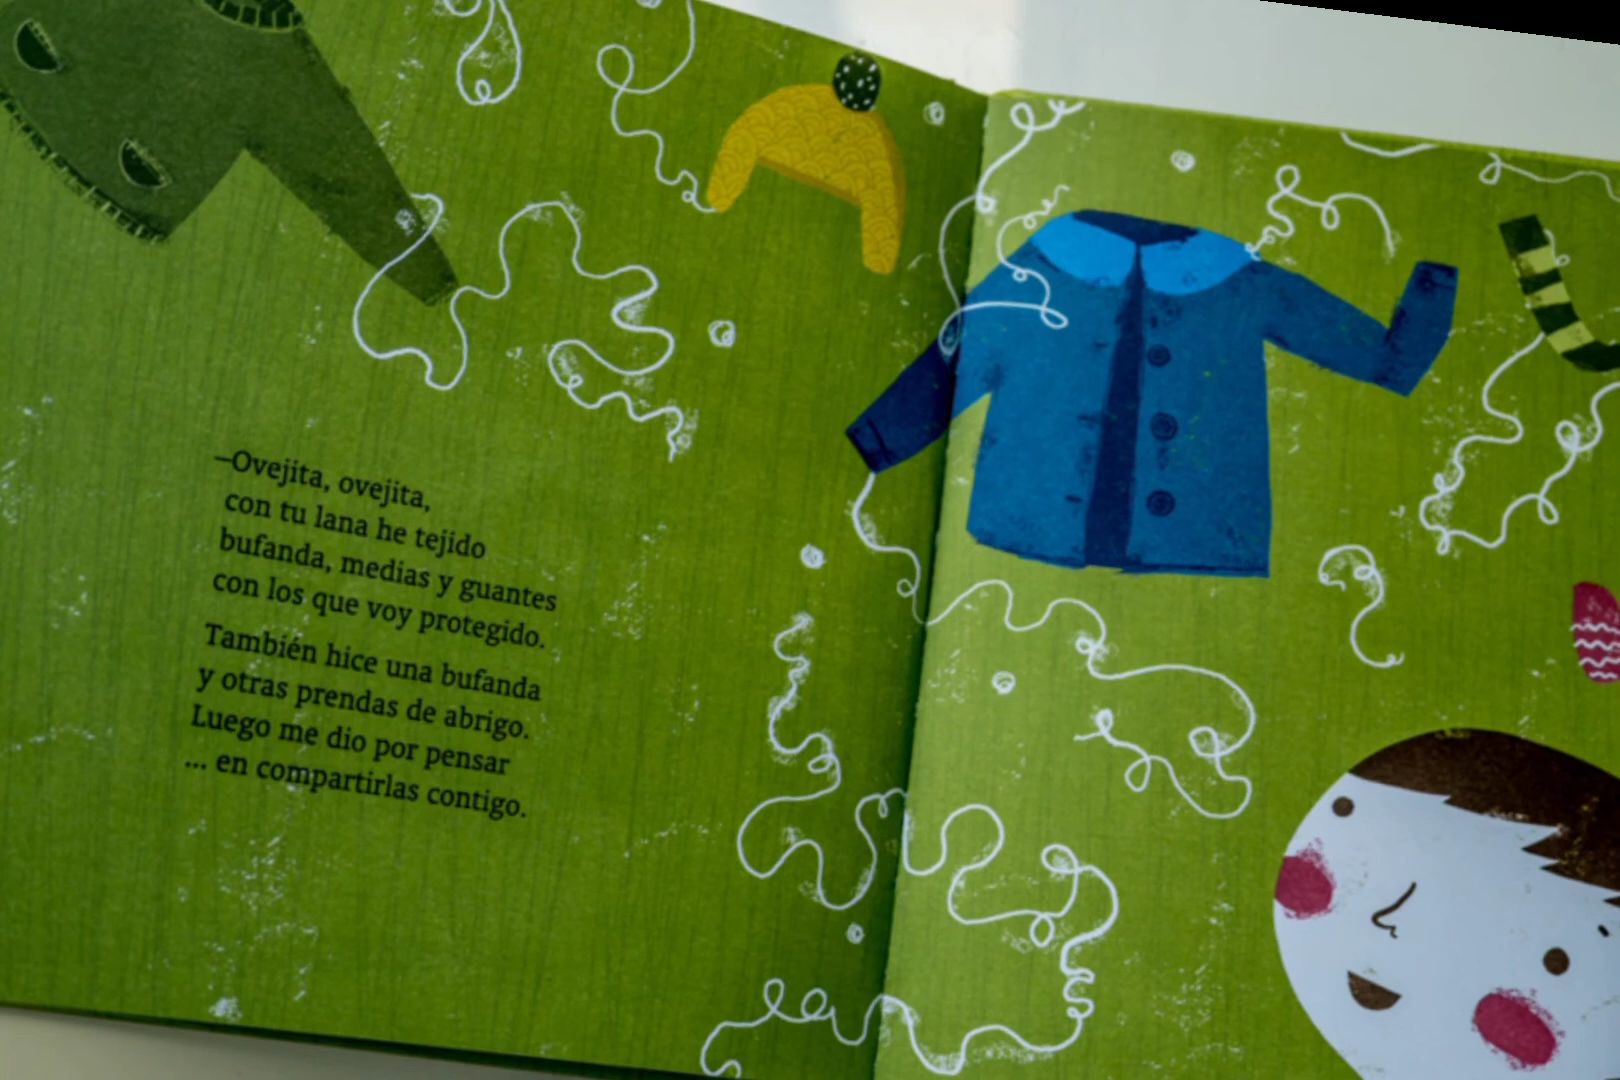 —Ovejita, ovejita,
con tu lana he tejido
bufanda, medias y guantes
con los que voy protegido.
También hice una bufanda
y otras prendas de abrigo.
Luego me dio por pensar
... en compartirlas contigo.